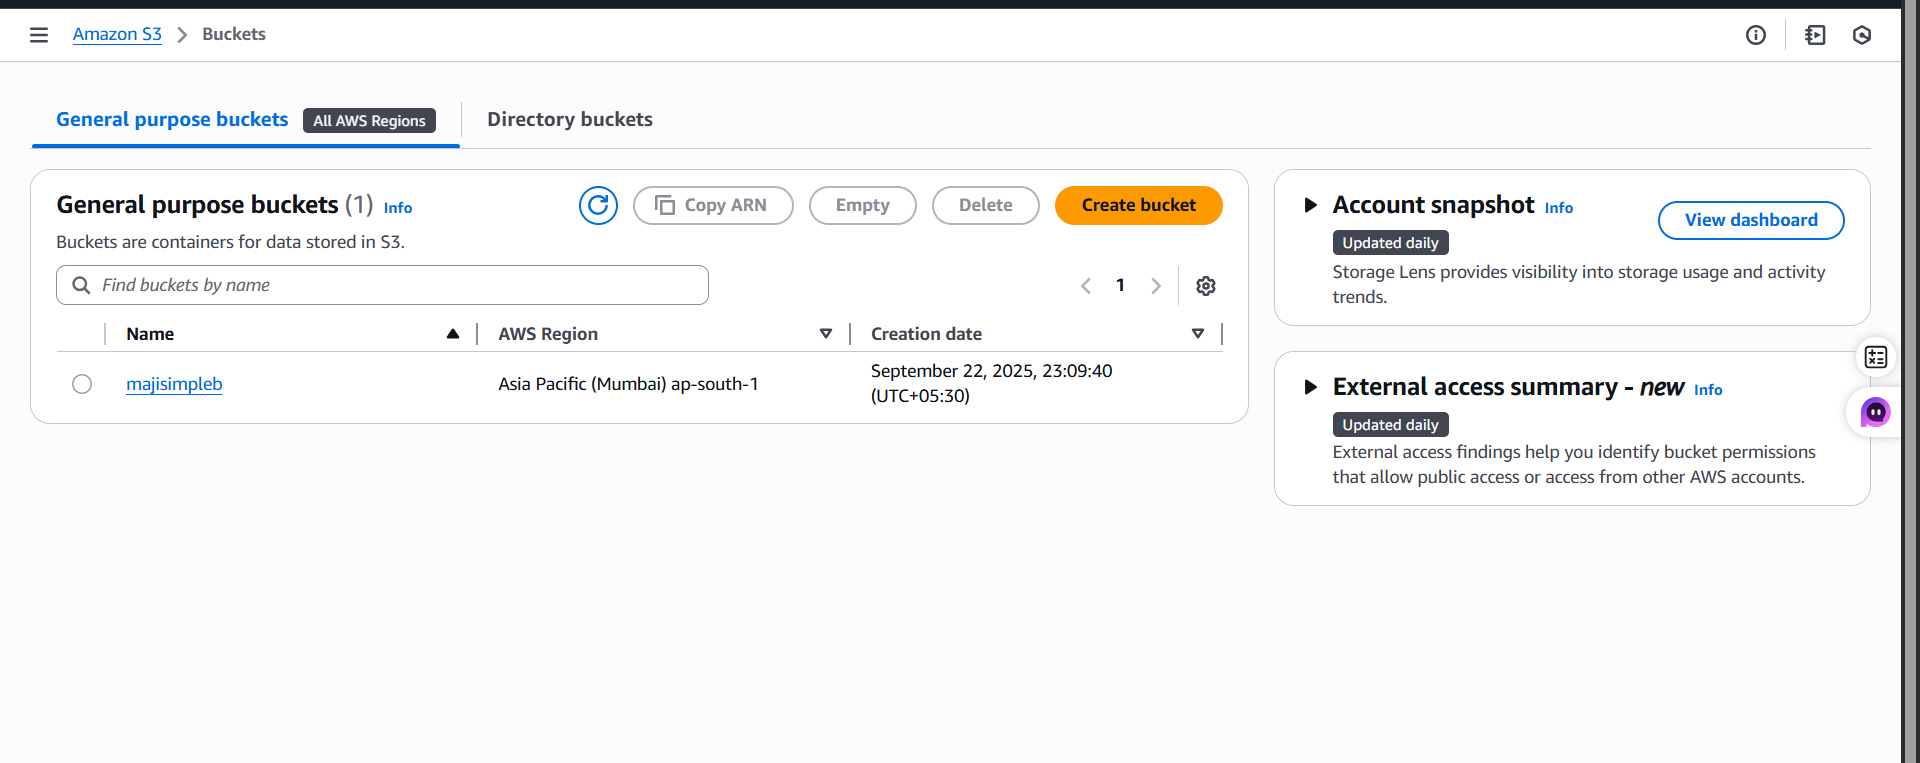 Amazon S3 > Buckets
General purpose buckets All AWS Regions Directory buckets
General purpose buckets (1) Info
Copy ARN Empty Delete Create bucket
Buckets are containers for data stored in S3.
Find buckets by name
1
Name AWS Region Creation date
majisimpleb Asia Pacific (Mumbai) ap-south-1 September 22, 2025, 23:09:40
(UTC+05:30)
Account snapshot Info
View dashboard
Updated daily
Storage Lens provides visibility into storage usage and activity
trends.
External access summary - new Info
Updated daily
External access findings help you identify bucket permissions
that allow public access or access from other AWS accounts.